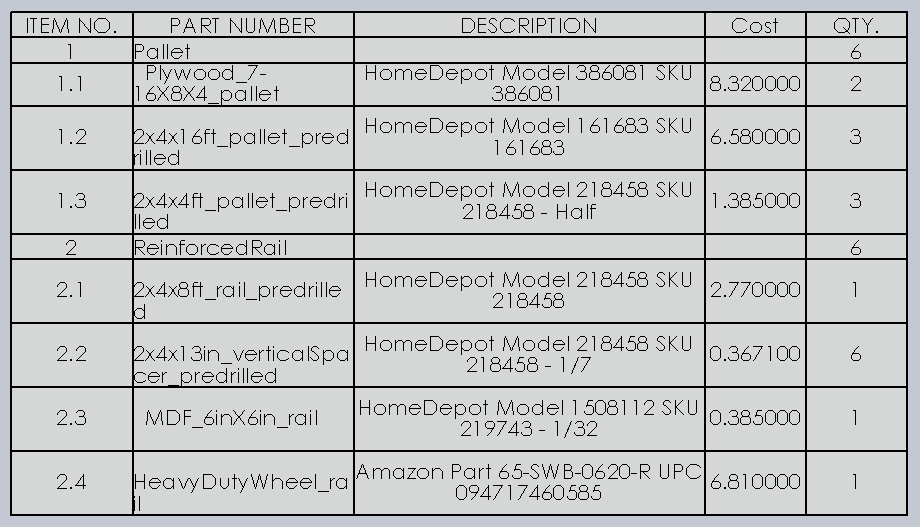 ITEM NO. PART NUMBER DESCRIPTION Cost QTY.
1 Pallet 6
1.1 Plywood_7-16X8X4_pallet HomeDepot Model 386081 SKU 386081 8.320000 2
1.2 2x4x16ft_pallet_predrilled HomeDepot Model 161683 SKU 161683 6.580000 3
1.3 2x4x4ft_pallet_predrilled HomeDepot Model 218458 SKU 218458 - Half 1.385000 3
2 ReinforcedRail 6
2.1 2x4x8ft_rail_predrilled HomeDepot Model 218458 SKU 218458 2.770000 1
2.2 2x4x13in_verticalSpacer_predrilled HomeDepot Model 218458 SKU 218458 - 1/7 0.367100 6
2.3 MDF_6inX6in_rail HomeDepot Model 1508112 SKU 219743 - 1/32 0.385000 1
2.4 HeavyDutyWheel_rail Amazon Part 65-SWB-0620-R UPC 094717460585 6.810000 1